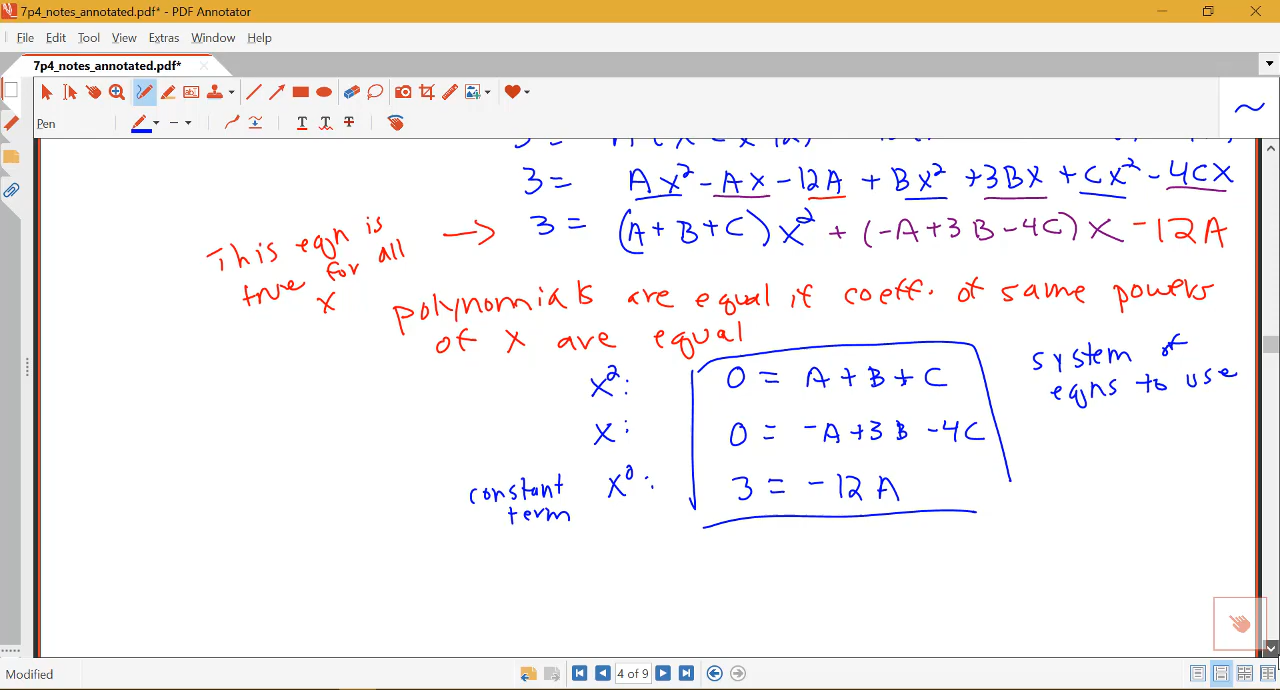 7p4_notes_annotated.pdf* - PDF Annotator
File Edit Tool View Extras Window Help
7p4_notes_annotated.pdf*
Pen
3 = Ax² - Ax - 12A + Bx² + 3Bx + Cx² - 4Cx
3 = (A + B + C) x² + (-A + 3B - 4C) x - 12A
This eqn is
true for all
x
polynomials are equal if coeff. of same powers
of x are equal
system of
eqns to use
x²: 0 = A + B + C
x: 0 = -A + 3B - 4C
constant
term
x⁰: 3 = -12A
Modified
4 of 9